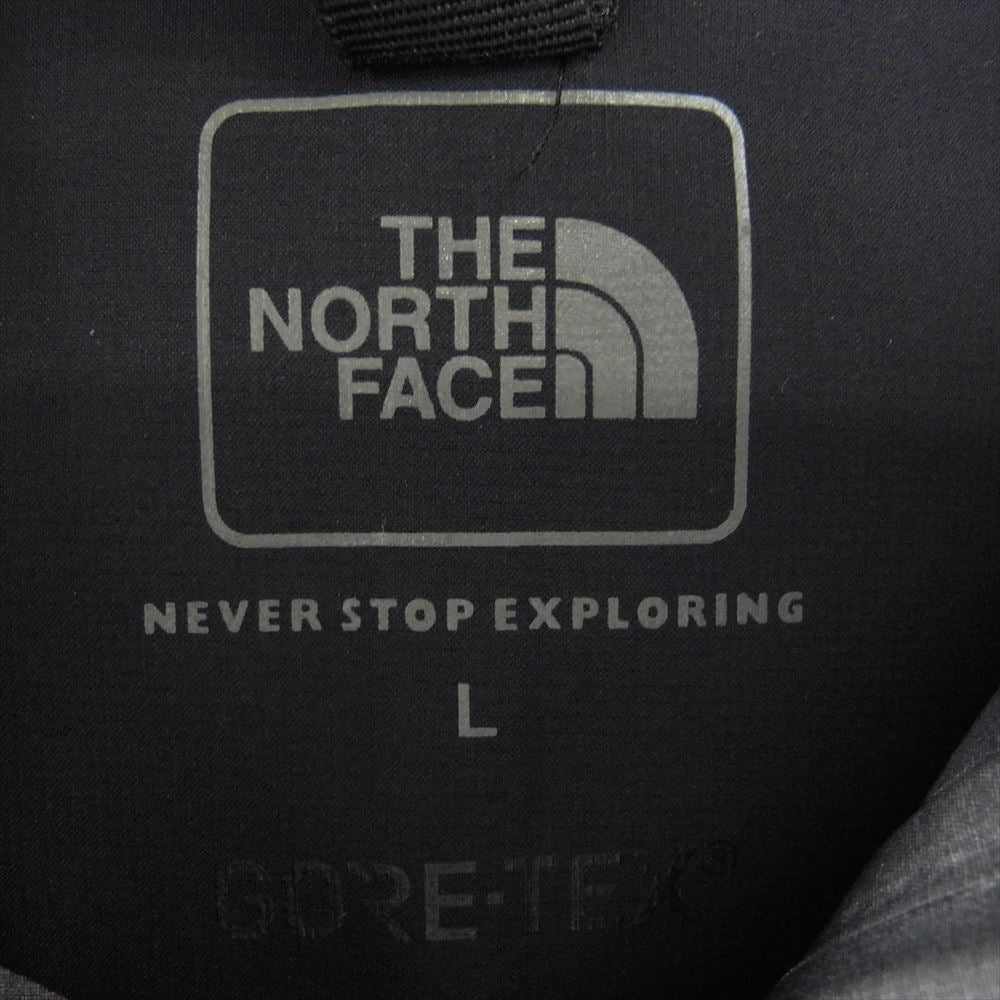 THE
NORTH
FACE
NEVER STOP EXPLORING
L
GORE-TEX®